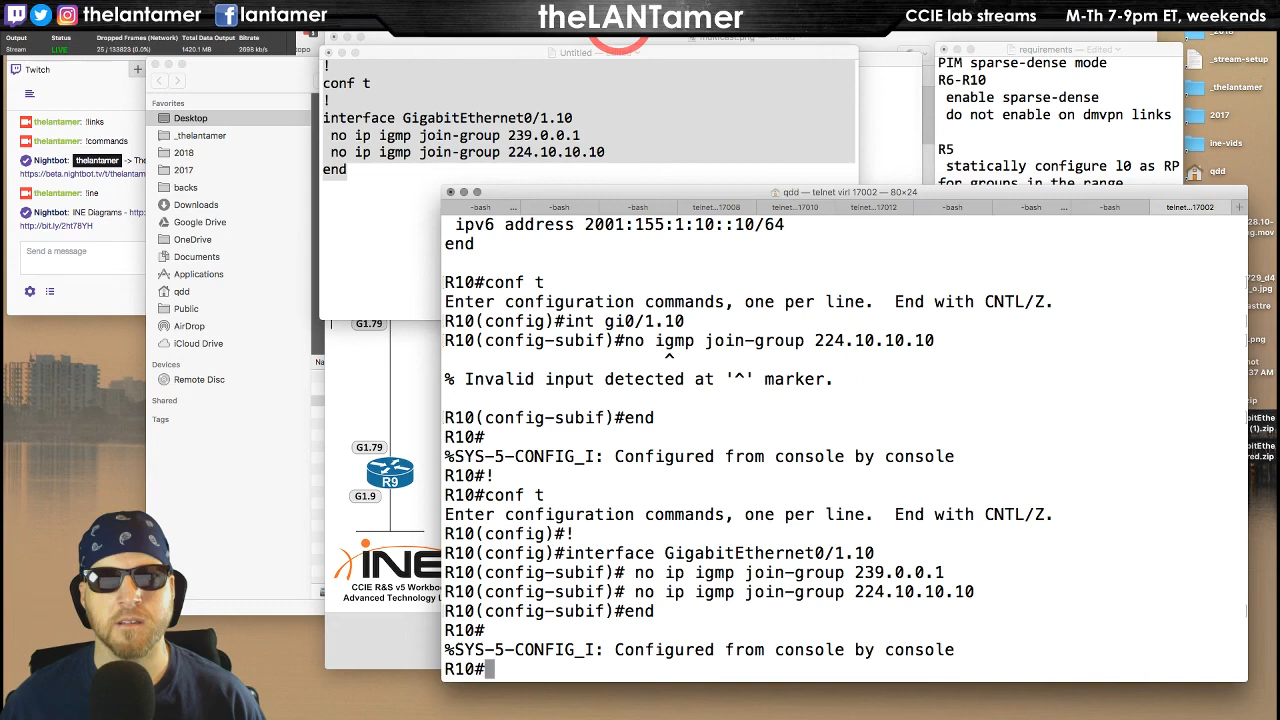 thelantamer
lantamer
theLANTamer
CCIE lab streams
M-Th 7-9pm ET, weekends
Output
Status
Dropped Frames (Network)
Total Data Output
Bitrate
Stream
LIVE
25 / 133823 (0.0%)
1420.1 MB
2698 kb/s
Twitch
thelantamer: !links
thelantamer: !commands
Nightbot: thelantamer -> The
https://beta.nightbot.tv/t/thelantam
thelantamer: !ine
Nightbot: INE Diagrams - http:
http://bit.ly/2ht78YH
Send a message
Favorites
Desktop
_thelantamer
2018
2017
backs
Downloads
Google Drive
OneDrive
Documents
Applications
qdd
Public
AirDrop
iCloud Drive
Devices
Remote Disc
Shared
Tags
Untitled — Edited
!
conf t
!
interface GigabitEthernet0/1.10
no ip igmp join-group 239.0.0.1
no ip igmp join-group 224.10.10.10
end
requirements — Edited
PIM sparse-dense mode
R6-R10
enable sparse-dense
do not enable on dmvpn links
R5
statically configure l0 as RP
for groups in the range
_2018
_stream-setup
_thelantamer
2017
ine-vids
qdd
G1.79
G1.79
R9
G1.9
INE
CCIE R&S v5 Workbo
Advanced Technology L
qdd — telnet virl 17002 — 80×24
-bash ...
-bash
-bash
telnet...17008
telnet...17010
telnet...17012
-bash
-bash ...
-bash
telnet...17002
ipv6 address 2001:155:1:10::10/64
end
R10#conf t
Enter configuration commands, one per line.  End with CNTL/Z.
R10(config)#int gi0/1.10
R10(config-subif)#no igmp join-group 224.10.10.10
^
% Invalid input detected at '^' marker.
R10(config-subif)#end
R10#
%SYS-5-CONFIG_I: Configured from console by console
R10#!
R10#conf t
Enter configuration commands, one per line.  End with CNTL/Z.
R10(config)#!
R10(config)#interface GigabitEthernet0/1.10
R10(config-subif)# no ip igmp join-group 239.0.0.1
R10(config-subif)# no ip igmp join-group 224.10.10.10
R10(config-subif)#end
R10#
%SYS-5-CONFIG_I: Configured from console by console
R10#